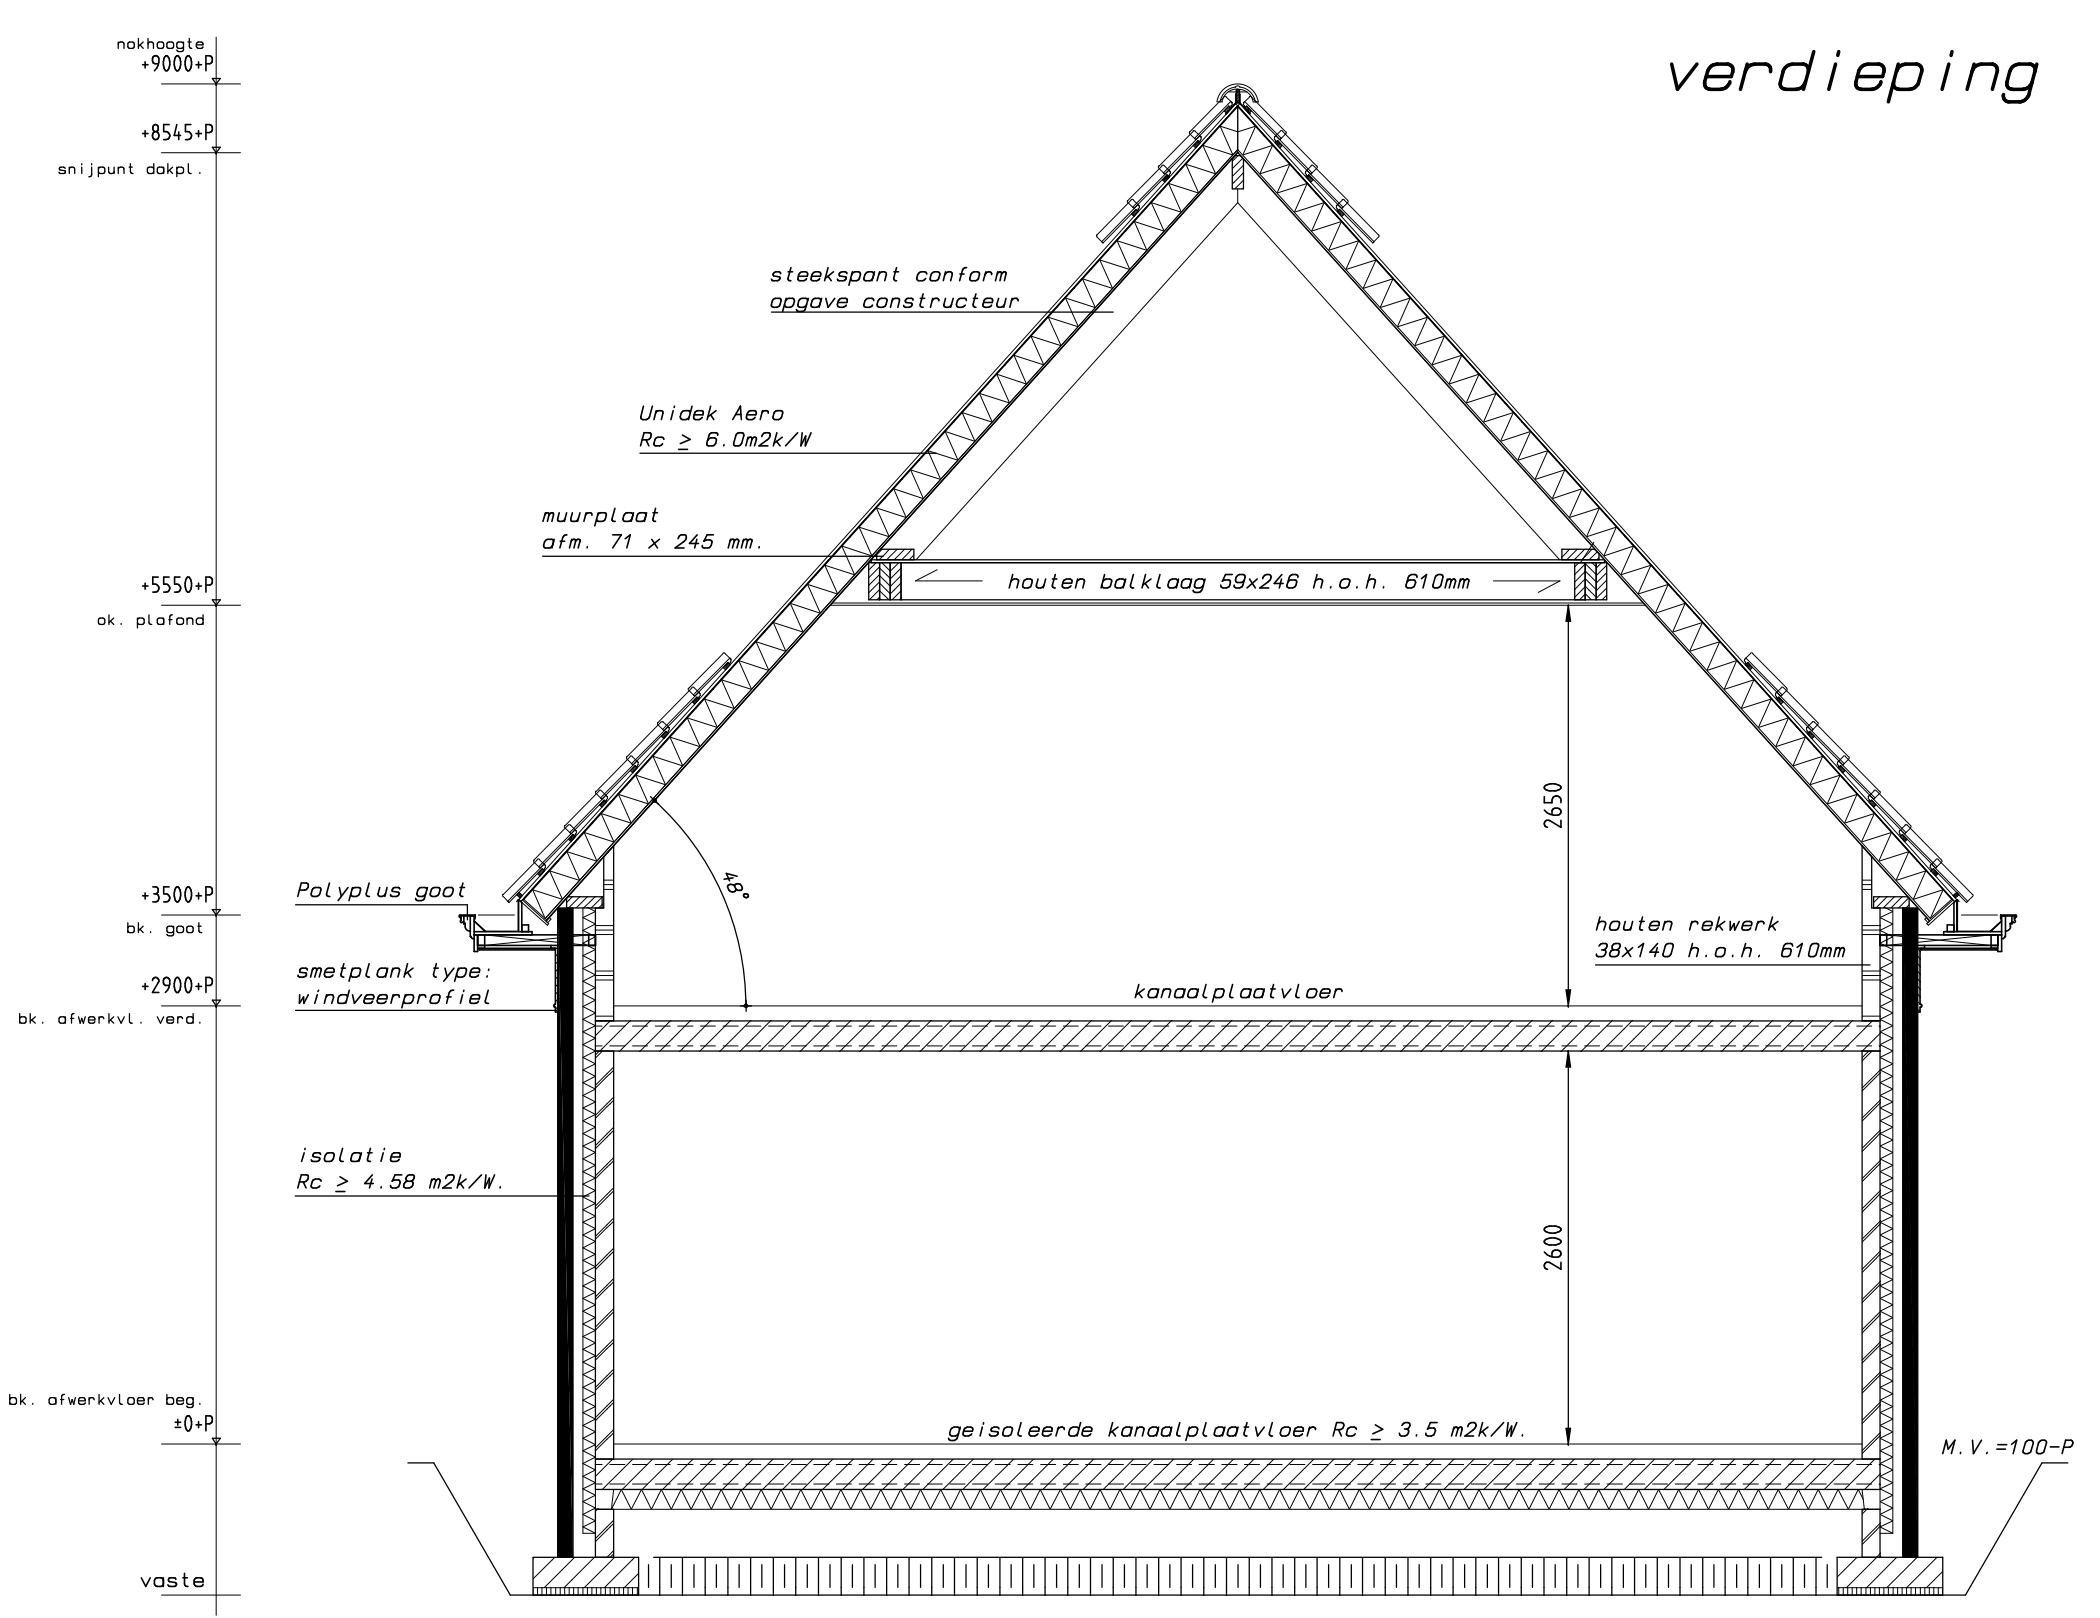 verdieping
nokhoogte
+9000+P
+8545+P
snijpunt dakpl.
steekspant conform
opgave constructeur
Unidek Aero
Rc ≥ 6.0m2k/W
muurplaat
afm. 71 x 245 mm.
houten balklaag 59x246 h.o.h. 610mm
+5550+P
ok. plafond
2650
48°
Polyplus goot
+3500+P
bk. goot
houten rekwerk
38x140 h.o.h. 610mm
smetplank type:
windveerprofiel
+2900+P
bk. afwerkvl. verd.
kanaalplaatvloer
isolatie
Rc ≥ 4.58 m2k/W.
2600
bk. afwerkvloer beg.
±0+P
geisoleerde kanaalplaatvloer Rc ≥ 3.5 m2k/W.
M.V.=100-P
vaste